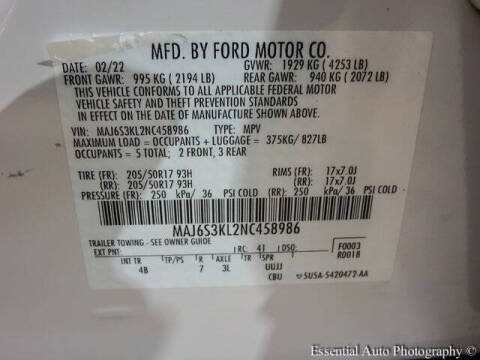 MFD. BY FORD MOTOR CO.
DATE: 02/22 GVWR: 1929 KG ( 4253 LB)
FRONT GAWR: 995 KG ( 2194 LB) REAR GAWR: 940 KG ( 2072 LB)
THIS VEHICLE CONFORMS TO ALL APPLICABLE FEDERAL MOTOR
VEHICLE SAFETY AND THEFT PREVENTION STANDARDS
IN EFFECT ON THE DATE OF MANUFACTURE SHOWN ABOVE.
VIN: MAJ6S3KL2NC458986 TYPE: MPV
MAXIMUM LOAD = OCCUPANTS + LUGGAGE = 375KG/ 827LB
OCCUPANTS = 5 TOTAL; 2 FRONT, 3 REAR
TIRE (FR): 205/50R17 93H RIMS (FR): 17x7.0J
(RR): 205/50R17 93H (RR): 17x7.0J
PRESSURE (FR): 250 kPa/ 36 PSI COLD (RR): 250 kPa/ 36 PSI COLD
MAJ6S3KL2NC458986
TRAILER TOWING - SEE OWNER GUIDE
EXT PNT: RC: 41 DSO: F0003
R001B
INT TR TP/PS R AXLE TR SPR
4B 7 3L UUJJ
CBU SU5A-5420472-AA
Essential Auto Photography ©